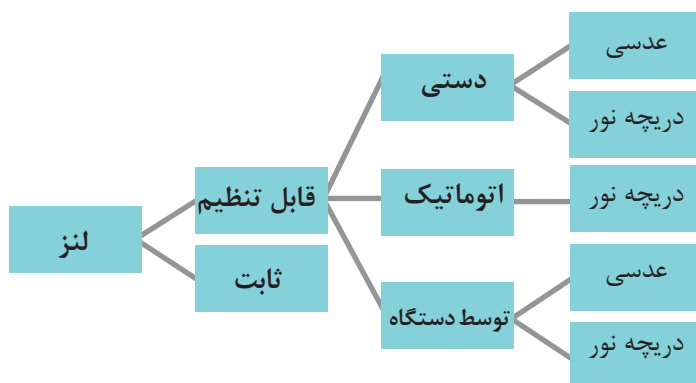 لنز
قابل تنظیم
ثابت
دستی
اتوماتیک
توسط دستگاه
عدسی
دریچه نور
دریچه نور
عدسی
دریچه نور